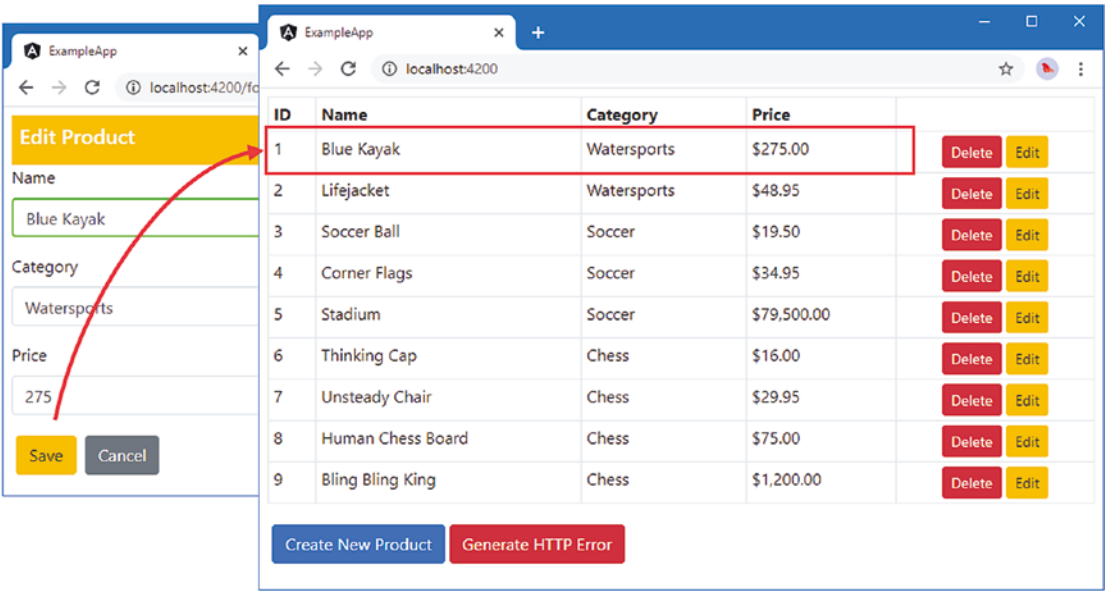 ExampleApp
localhost:4200/fo
Edit Product
Name
Blue Kayak
Category
Watersports
Price
275
Save Cancel
ExampleApp
localhost:4200
ID Name Category Price
1 Blue Kayak Watersports $275.00 Delete Edit
2 Lifejacket Watersports $48.95 Delete Edit
3 Soccer Ball Soccer $19.50 Delete Edit
4 Corner Flags Soccer $34.95 Delete Edit
5 Stadium Soccer $79,500.00 Delete Edit
6 Thinking Cap Chess $16.00 Delete Edit
7 Unsteady Chair Chess $29.95 Delete Edit
8 Human Chess Board Chess $75.00 Delete Edit
9 Bling Bling King Chess $1,200.00 Delete Edit
Create New Product Generate HTTP Error